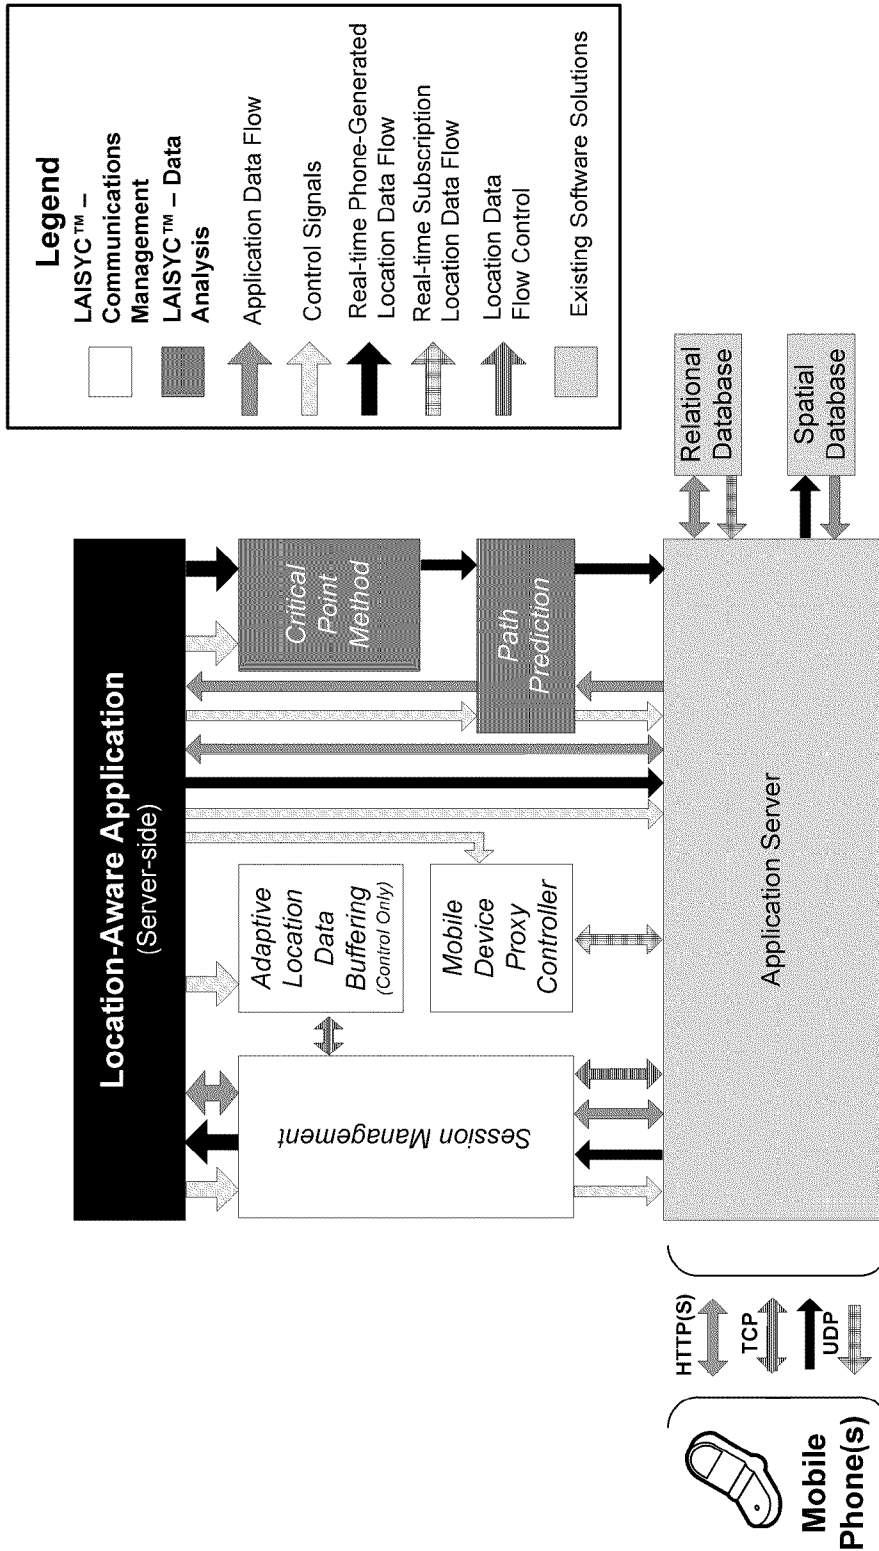 Location-Aware Application
(Server-side)
Session Management
Adaptive
Location
Data
Buffering
(Control Only)
Mobile
Device
Proxy
Controller
Critical
Point
Method
Path
Prediction
Application Server
Relational
Database
Spatial
Database
HTTP(S)
TCP
UDP
Mobile
Phone(s)
Legend
LAISYC™ –
Communications
Management
LAISYC™ – Data
Analysis
Application Data Flow
Control Signals
Real-time Phone-Generated
Location Data Flow
Real-time Subscription
Location Data Flow
Location Data
Flow Control
Existing Software Solutions